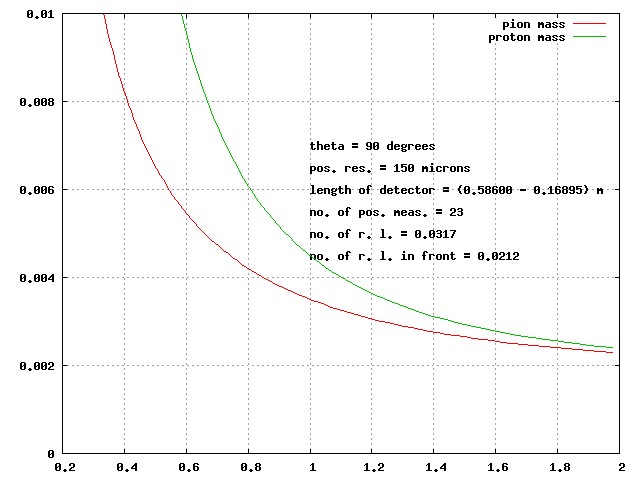 0.01
pion mass
proton mass
0.008
theta = 90 degrees
pos. res. = 150 microns
0.006
length of detector = (0.58600 - 0.16095) m
no. of pos. meas. = 23
no. of r. l. = 0.0317
no. of r. l. in front = 0.0212
0.004
0.002
0
0.2 0.4 0.6 0.8 1 1.2 1.4 1.6 1.8 2